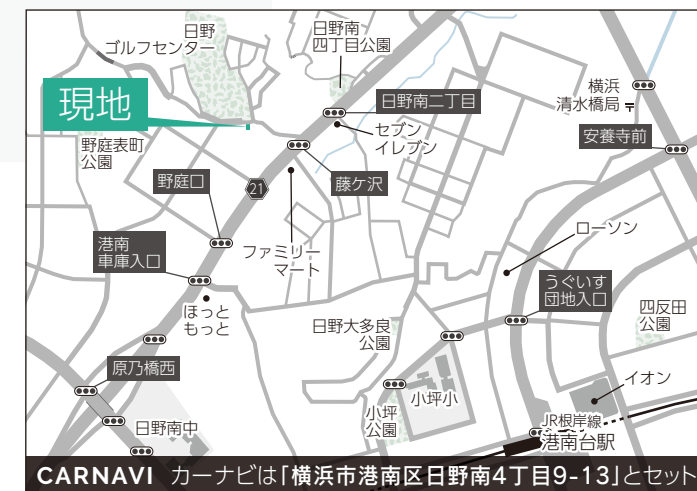 日野
ゴルフセンター
日野南
四丁目公園
現地
日野南二丁目
横浜
清水橋局
セブン
イレブン
安養寺前
野庭表町
公園
野庭口
21
藤ケ沢
港南
車庫入口
ファミリー
マート
ローソン
うぐいす
団地入口
ほっと
もっと
日野大多良
公園
四反田
公園
原乃橋西
イオン
小坪小
小坪
公園
日野南中
JR根岸線
港南台駅
CARNAVI カーナビは「横浜市港南区日野南4丁目9-13」とセット